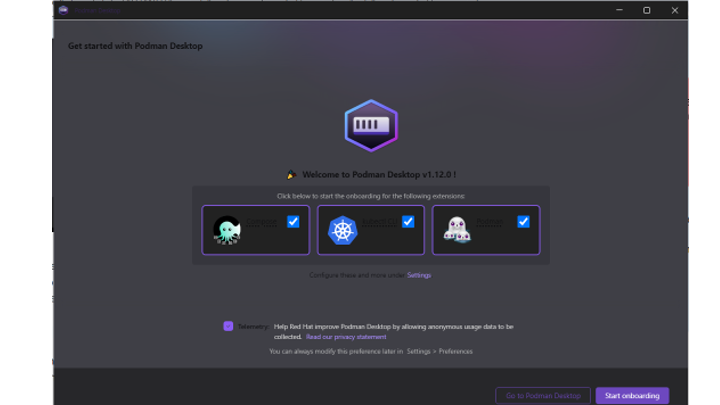 Podman Desktop
Get started with Podman Desktop
Welcome to Podman Desktop v1.12.0 !
Click below to start the onboarding for the following extensions:
Compose
Podman
Configure these and more under Settings
Telemetry: Help Red Hat improve Podman Desktop by allowing anonymous usage data to be
collected. Read our privacy statement
You can always modify this preference later in Settings > Preferences
Go to Podman Desktop Start onboarding